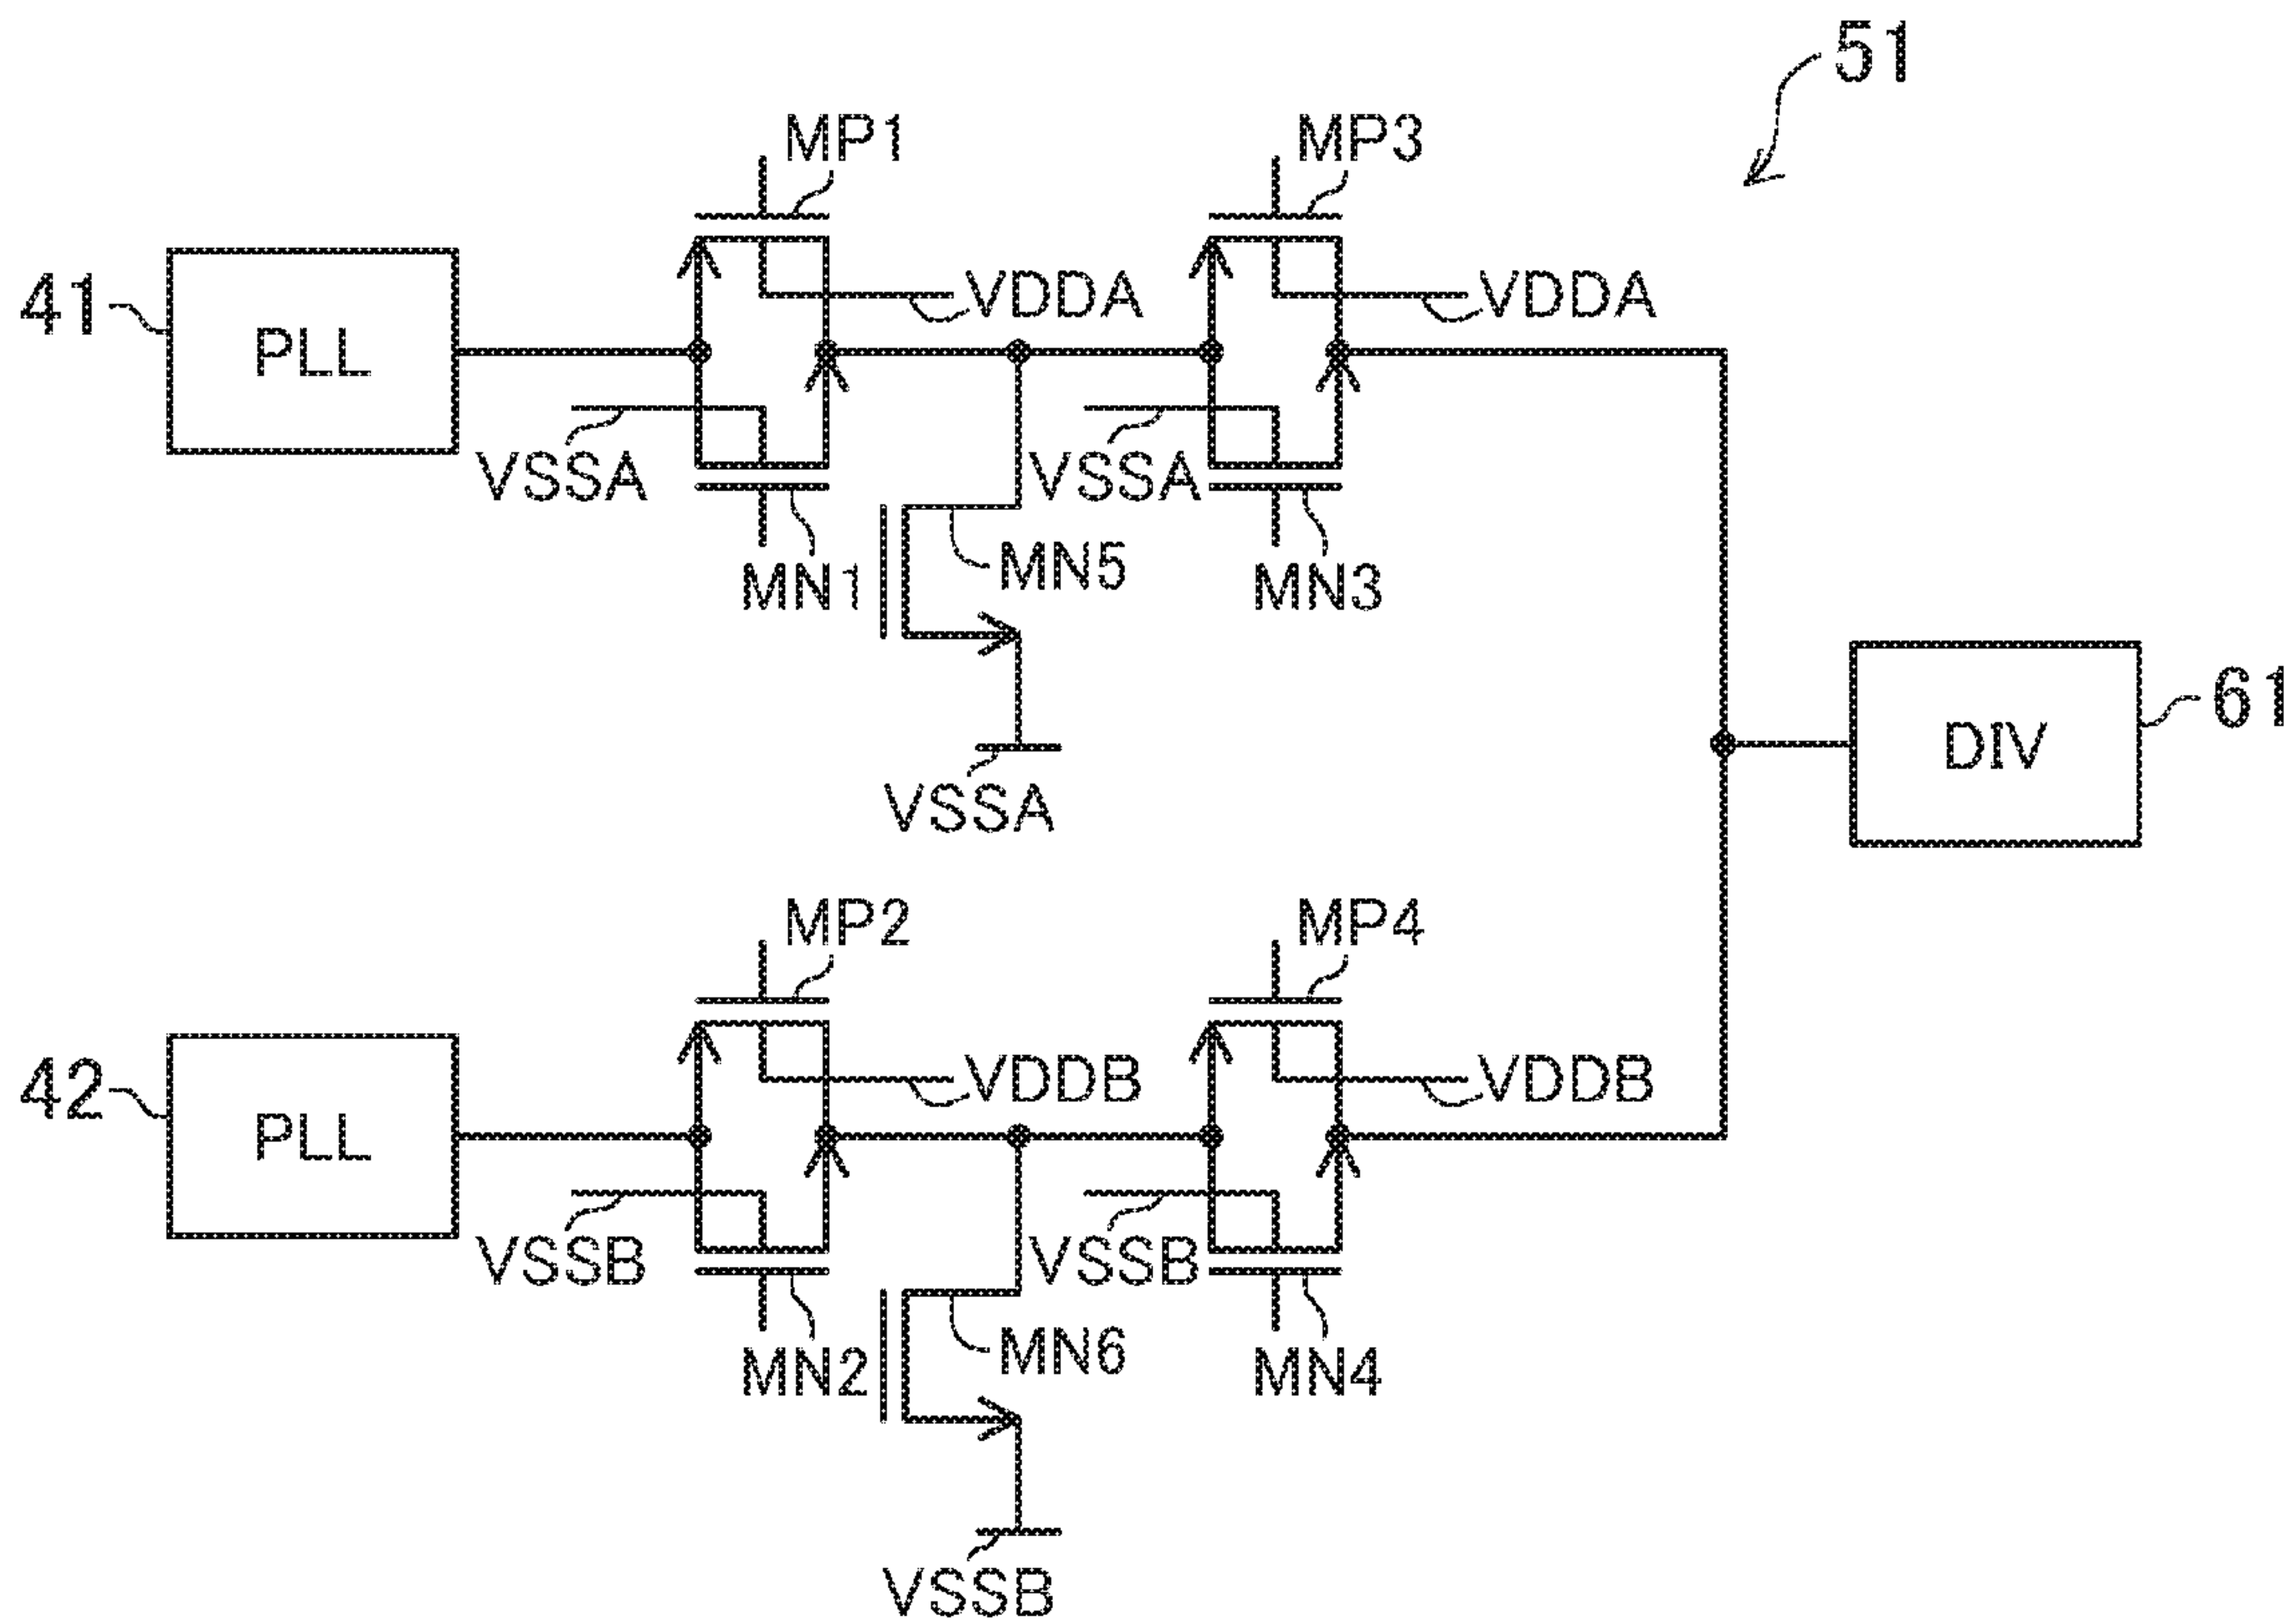 51
MP1
MP3
41
PLL
VDDA
VDDA
VSSA
VSSA
MN1
MN5
MN3
VSSA
61
DIV
MP2
MP4
42
PLL
VDDB
VDDB
VSSB
VSSB
MN2
MN6
MN4
VSSB